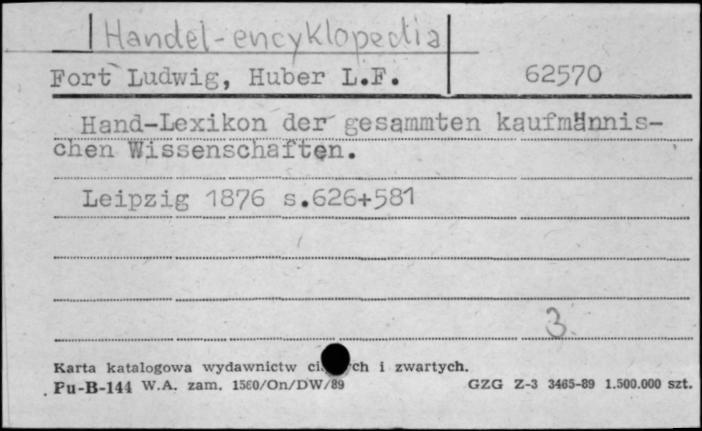 Handel-encyklopedia
Fort Ludwig, Huber L.F. 62570
Hand-Lexikon der gesammten kaufmännis-
chen Wissenschaften.
Leipzig 1876 s.626+581
3.
Karta katalogowa wydawnictw ch i zwartych.
Pu-B-144 W.A. zam. 1560/On/DW/89 GZG Z-3 3465-89 1.500.000 szt.